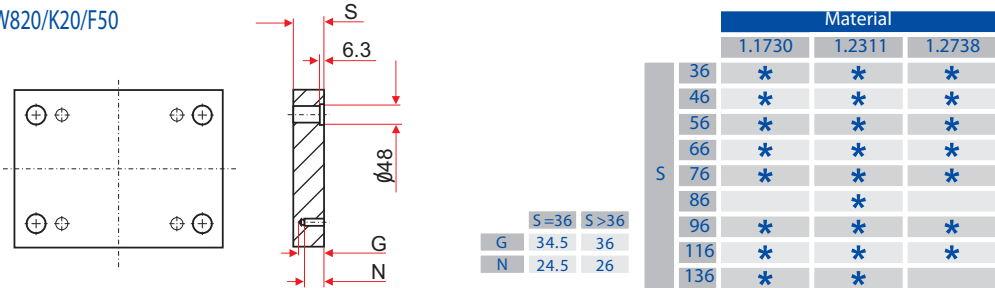 W820/K20/F50
S
6.3
Ø48
G
N
S=36 S>36
G 34.5 36
N 24.5 26
Material
1.1730 1.2311 1.2738
S
36 * * *
46 * * *
56 * * *
66 * * *
76 * * *
86 *
96 * * *
116 * * *
136 * *